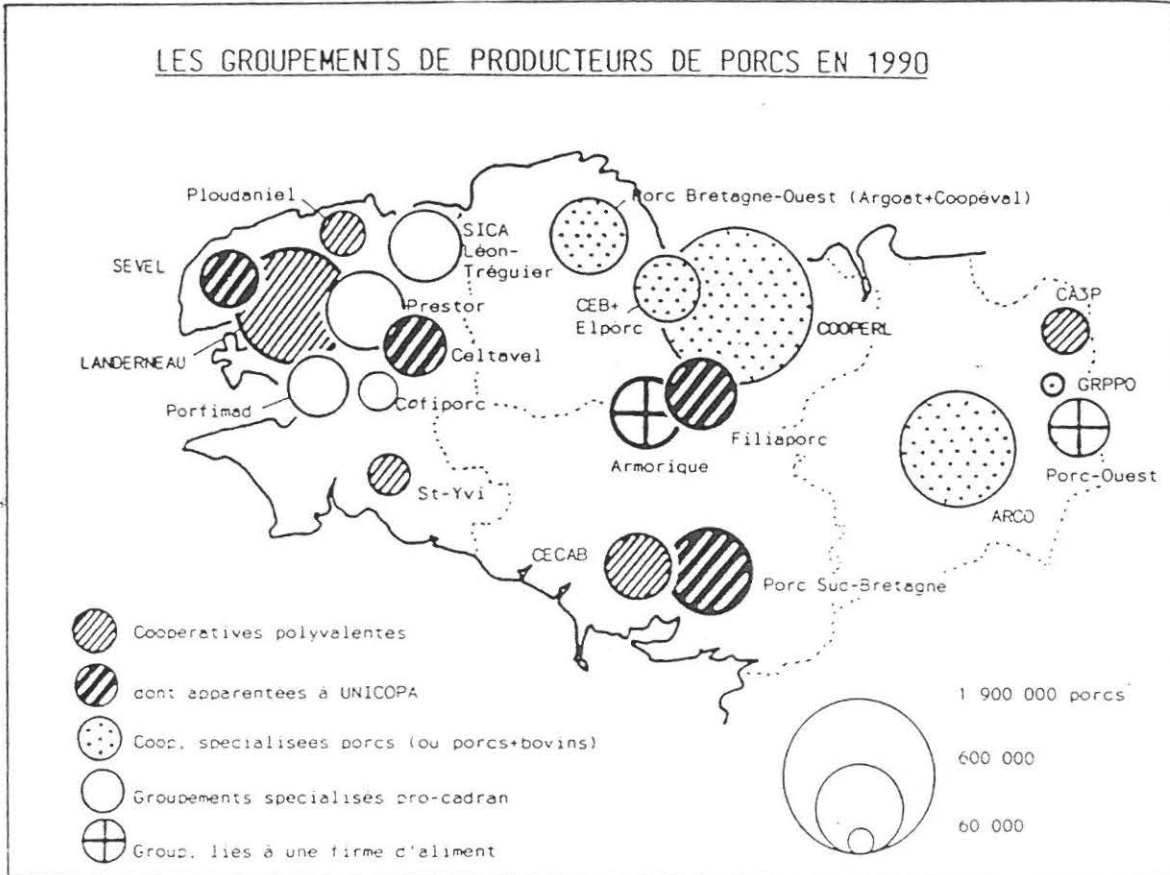 LES GROUPEMENTS DE PRODUCTEURS DE PORCS EN 1990
Ploudaniel
Porc Bretagne-Ouest (Argoat+Coopéval)
SICA
Léon-
Tréguier
SEVEL
CEB+
Elporc
CA3P
Prestor
COOPERL
LANDERNEAU
Celtavel
GRPPO
Porfimad
Cofiporc
Filiaporc
Armorique
Porc-Ouest
St-Yvi
ARCO
CECAB
Porc Sud-Bretagne
Cooperatives polyvalentes
dont apparentées à UNICOPA
Coop. specialisees porcs (ou porcs+bovins)
Groupements specialisés pro-cadran
Group. liés à une firme d'aliment
1 900 000 porcs
600 000
60 000